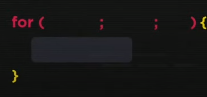 for ( ; ; ) {
}